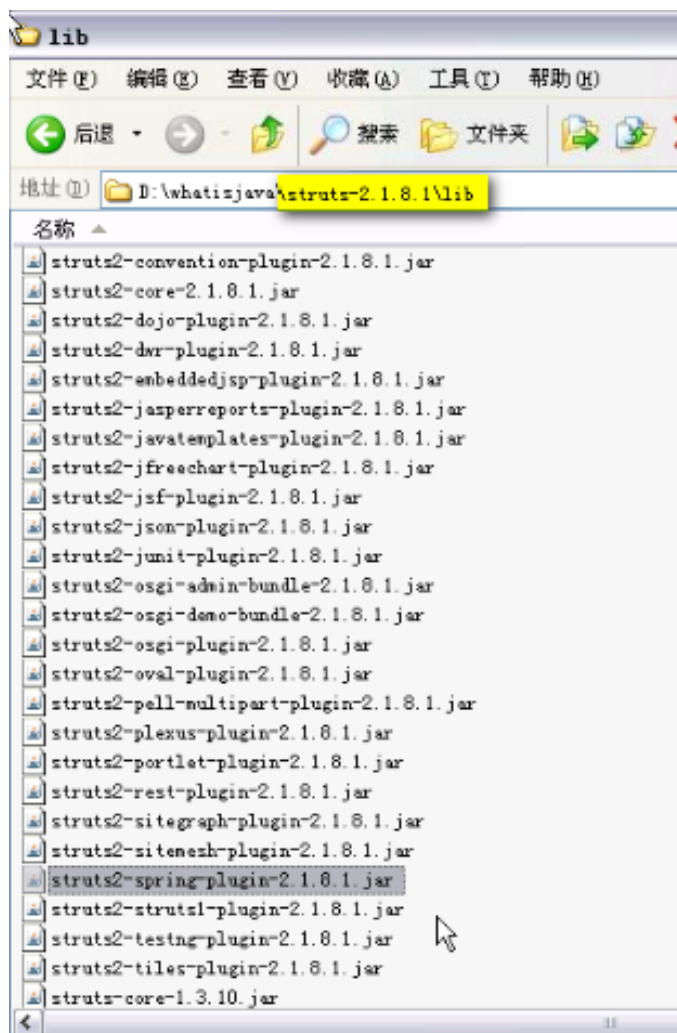 lib
文件(F) 编辑(E) 查看(V) 收藏(A) 工具(T) 帮助(H)
后退 搜索 文件夹
地址(D) D:\whatisjava\struts-2.1.8.1\lib
名称
struts2-convention-plugin-2.1.8.1.jar
struts2-core-2.1.8.1.jar
struts2-dojo-plugin-2.1.8.1.jar
struts2-dwr-plugin-2.1.8.1.jar
struts2-embeddedjsp-plugin-2.1.8.1.jar
struts2-jasperreports-plugin-2.1.8.1.jar
struts2-javatemplates-plugin-2.1.8.1.jar
struts2-jfreechart-plugin-2.1.8.1.jar
struts2-jsf-plugin-2.1.8.1.jar
struts2-json-plugin-2.1.8.1.jar
struts2-junit-plugin-2.1.8.1.jar
struts2-osgi-admin-bundle-2.1.8.1.jar
struts2-osgi-demo-bundle-2.1.8.1.jar
struts2-osgi-plugin-2.1.8.1.jar
struts2-oval-plugin-2.1.8.1.jar
struts2-pell-multipart-plugin-2.1.8.1.jar
struts2-plexus-plugin-2.1.8.1.jar
struts2-portlet-plugin-2.1.8.1.jar
struts2-rest-plugin-2.1.8.1.jar
struts2-sitegraph-plugin-2.1.8.1.jar
struts2-sitemesh-plugin-2.1.8.1.jar
struts2-spring-plugin-2.1.8.1.jar
struts2-struts1-plugin-2.1.8.1.jar
struts2-testng-plugin-2.1.8.1.jar
struts2-tiles-plugin-2.1.8.1.jar
struts-core-1.3.10.jar